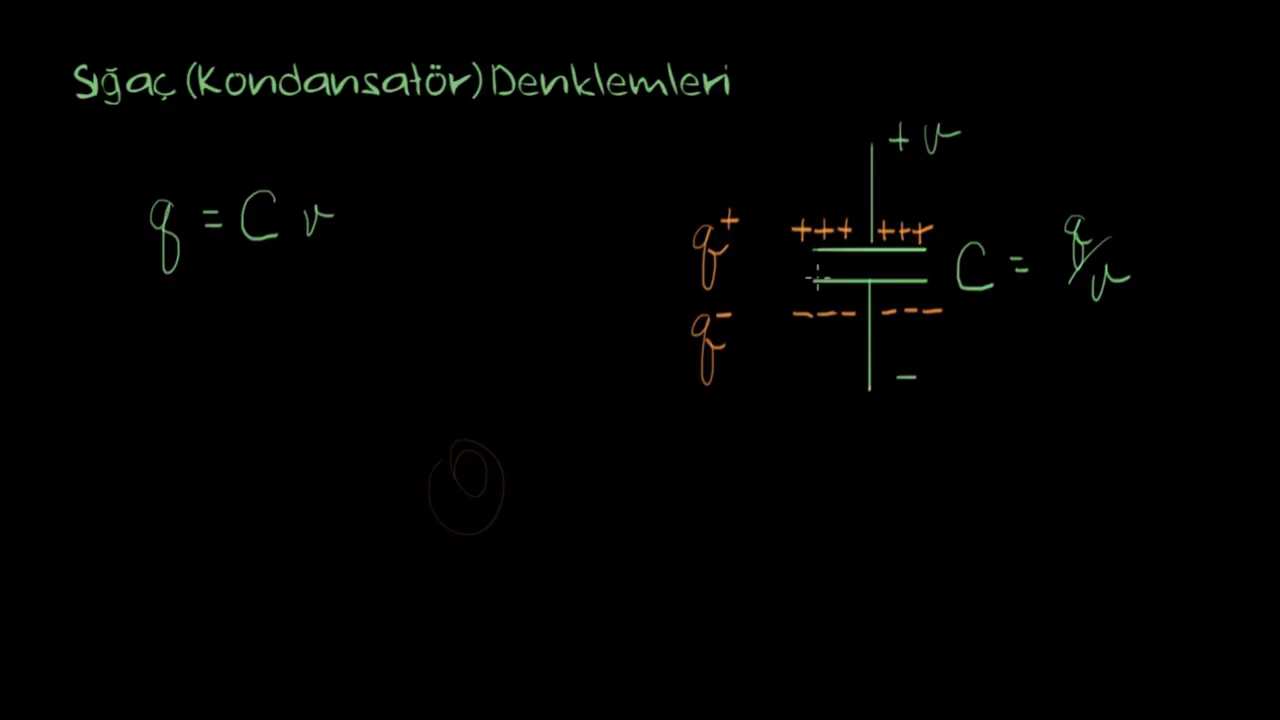 Sığaç (Kondansatör) Denklemleri
+ v
q = C v
q⁺ +++ +++
C = q/v
q⁻ --- ---
-